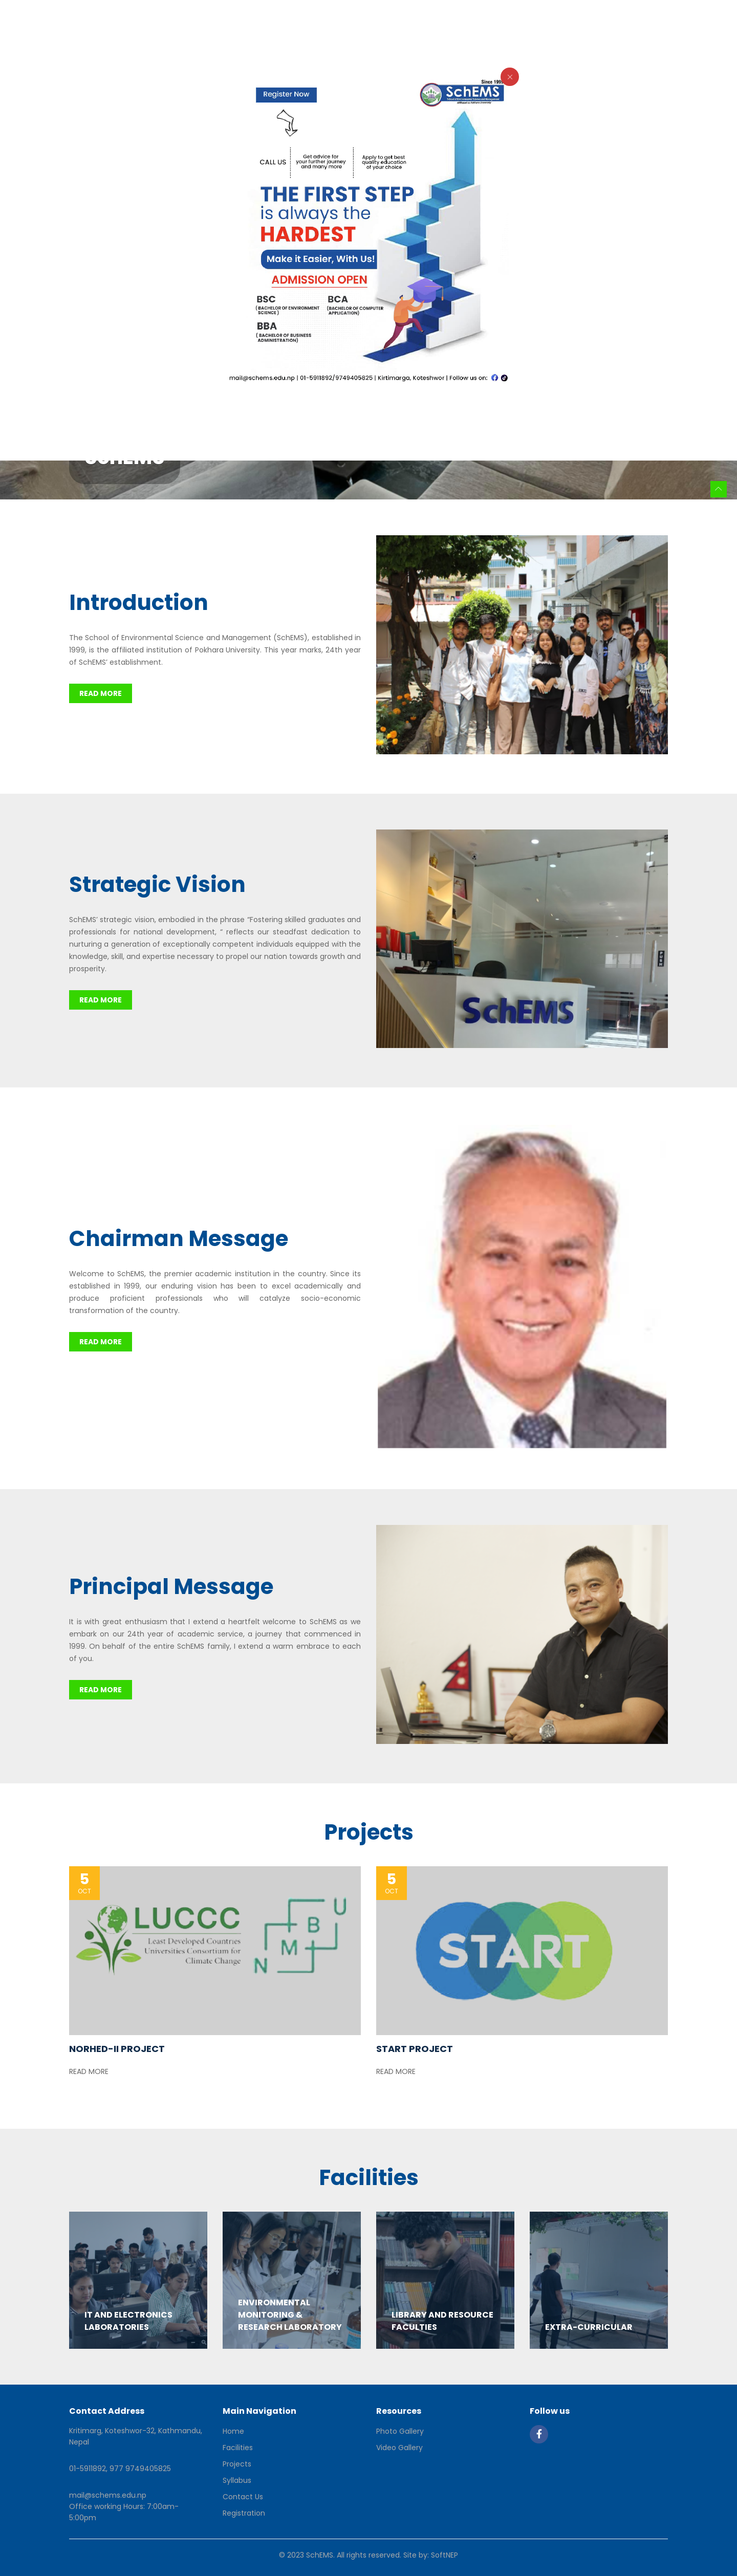 Since 1999
Register Now
SchEMS
CALL US
Get advice for
your further journey
and many more
Apply to get best
quality education
of your choice
THE FIRST STEP
is always the
HARDEST
Make it Easier, With Us!
ADMISSION OPEN
BSC
( BACHELOR OF ENVIRONMENT
SCIENCE )
BCA
(BACHELOR OF COMPUTER
APPLICATION)
BBA
( BACHELOR OF BUSINESS
ADMINISTRATION)
mail@schems.edu.np | 01-5911892/9749405825 | Kirtimarga, Koteshwor | Follow us on:
SchEMS
Introduction
The School of Environmental Science and Management (SchEMS), established in
1999, is the affiliated institution of Pokhara University. This year marks, 24th year
of SchEMS' establishment.
READ MORE
Strategic Vision
SchEMS' strategic vision, embodied in the phrase “Fostering skilled graduates and
professionals for national development, ” reflects our steadfast dedication to
nurturing a generation of exceptionally competent individuals equipped with the
knowledge, skill, and expertise necessary to propel our nation towards growth and
prosperity.
READ MORE
SchEMS
Chairman Message
Welcome to SchEMS, the premier academic institution in the country. Since its
established in 1999, our enduring vision has been to excel academically and
produce proficient professionals who will catalyze socio-economic
transformation of the country.
READ MORE
Principal Message
It is with great enthusiasm that I extend a heartfelt welcome to SchEMS as we
embark on our 24th year of academic service, a journey that commenced in
1999. On behalf of the entire SchEMS family, I extend a warm embrace to each
of you.
READ MORE
Projects
5
OCT
LUCCC
Least Developed Countries
Universities Consortium for
Climate Change
NMBU
5
OCT
START
NORHED-II PROJECT
READ MORE
START PROJECT
READ MORE
Facilities
IT AND ELECTRONICS
LABORATORIES
ENVIRONMENTAL
MONITORING &
RESEARCH LABORATORY
LIBRARY AND RESOURCE
FACULTIES
EXTRA-CURRICULAR
Contact Address
Kritimarg, Koteshwor-32, Kathmandu,
Nepal
01-5911892, 977 9749405825
mail@schems.edu.np
Office working Hours: 7:00am-
5:00pm
Main Navigation
Home
Facilities
Projects
Syllabus
Contact Us
Registration
Resources
Photo Gallery
Video Gallery
Follow us
© 2023 SchEMS. All rights reserved. Site by: SoftNEP